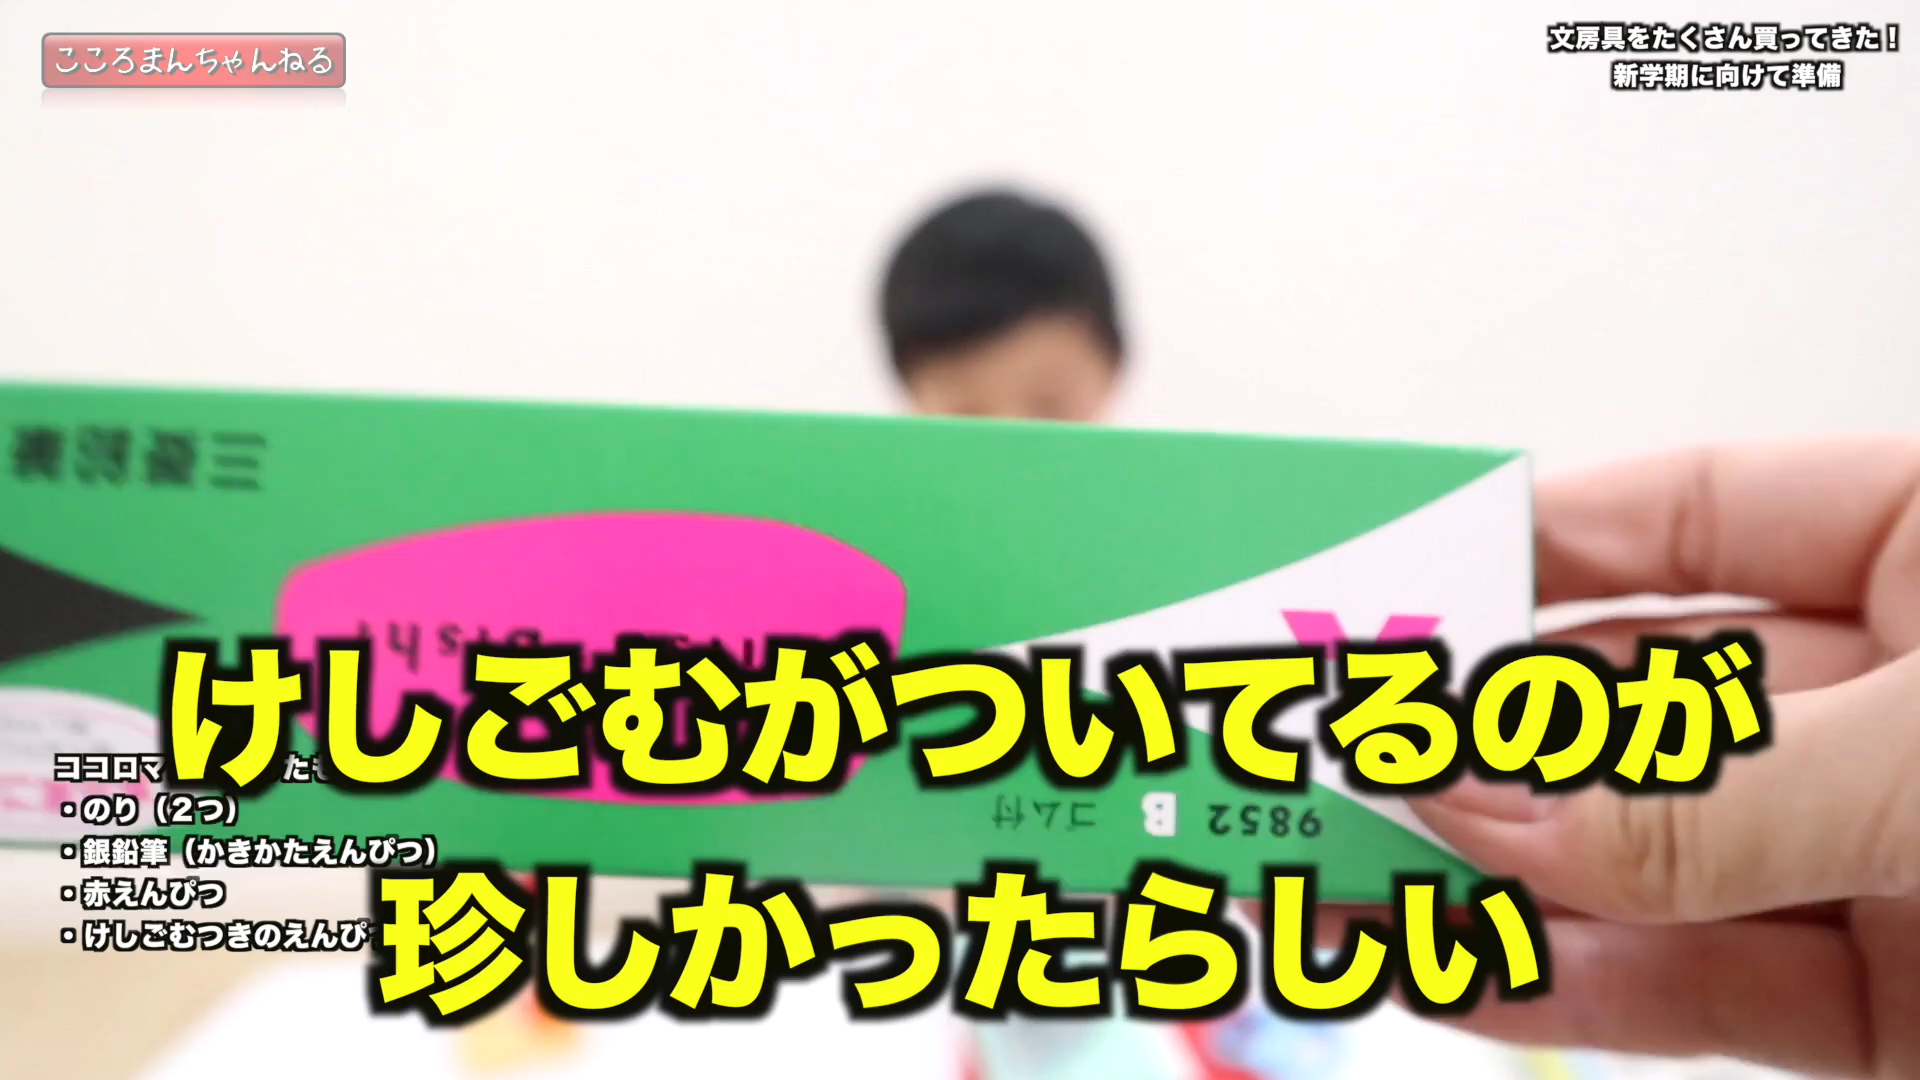 こころまんちゃんねる
文房具をたくさん買ってきた！
新学期に向けて準備
三菱鉛筆
けしごむがついてるのが
珍しかったらしい
9852 B ゴム付
ココロマ
・のり（2つ）
・銀鉛筆（かきかたえんぴつ）
・赤えんぴつ
・けしごむつきのえんぴ